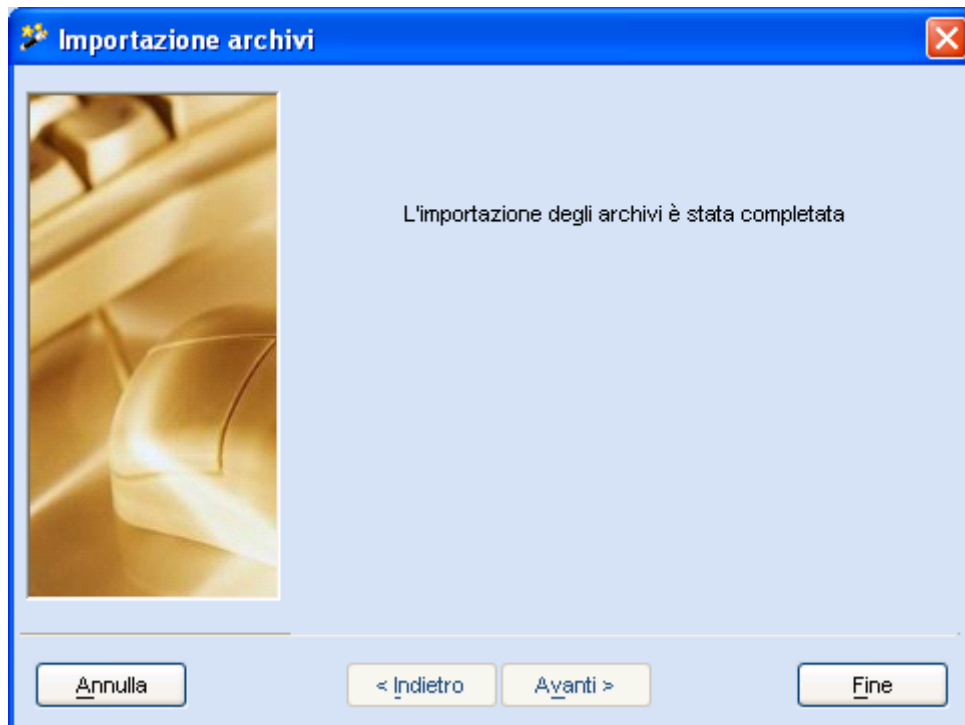 Importazione archivi
L'importazione degli archivi è stata completata
Annulla
< Indietro
Avanti >
Fine